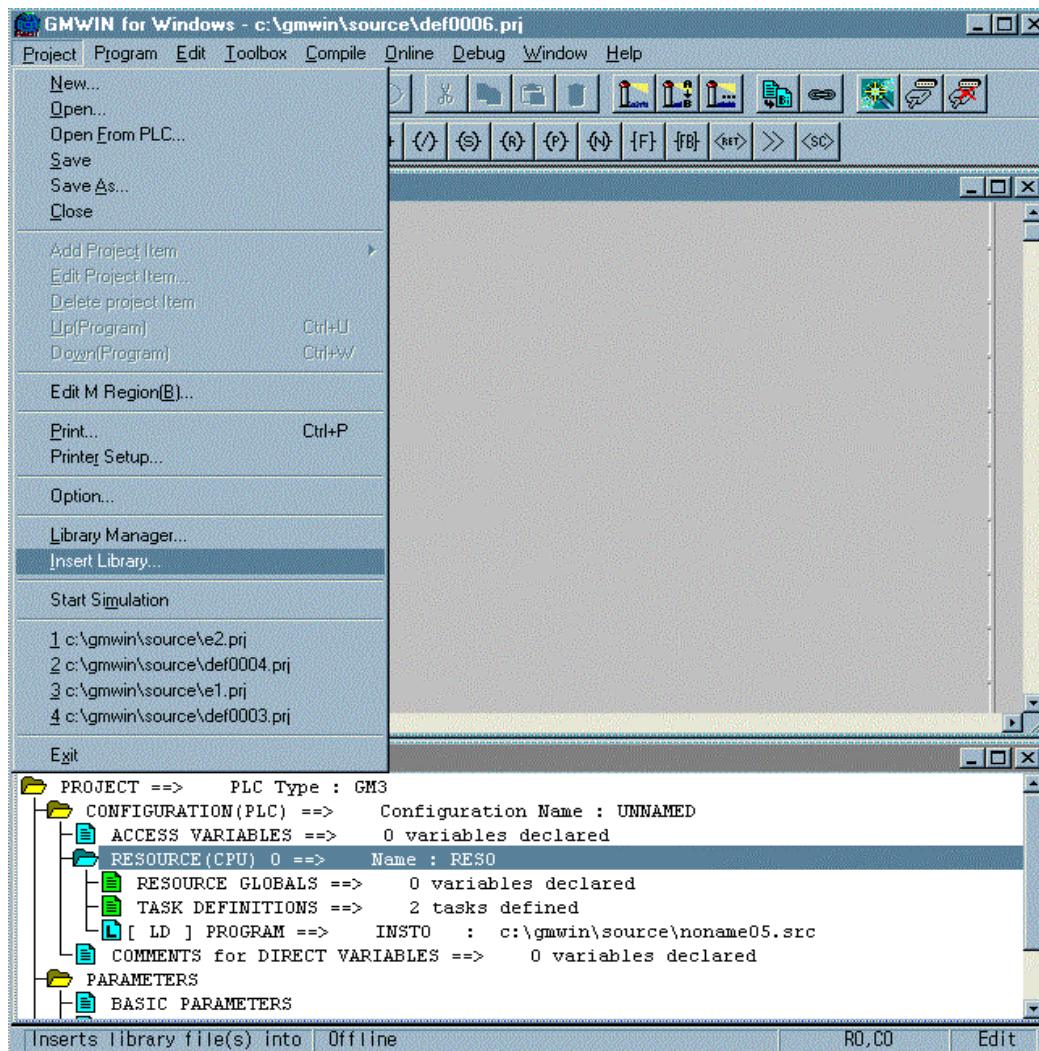 GMWIN for Windows - c:\gmwin\source\def0006.prj
Project Program Edit Toolbox Compile Online Debug Window Help
New...
Open...
Open From PLC...
Save
Save As...
Close
Add Project Item
Edit Project Item...
Delete project Item
Up(Program) Ctrl+U
Down(Program) Ctrl+W
Edit M Region(B)...
Print... Ctrl+P
Printer Setup...
Option...
Library Manager...
Insert Library...
Start Simulation
1 c:\gmwin\source\e2.prj
2 c:\gmwin\source\def0004.prj
3 c:\gmwin\source\e1.prj
4 c:\gmwin\source\def0003.prj
Exit
(/) (S) (R) (P) (N) {F} {FB} <RET> >> <SC>
PROJECT ==> PLC Type : GM3
CONFIGURATION(PLC) ==> Configuration Name : UNNAMED
ACCESS VARIABLES ==> 0 variables declared
RESOURCE(CPU) 0 ==> Name : RES0
RESOURCE GLOBALS ==> 0 variables declared
TASK DEFINITIONS ==> 2 tasks defined
L [ LD ] PROGRAM ==> INST0 : c:\gmwin\source\noname05.src
COMMENTS for DIRECT VARIABLES ==> 0 variables declared
PARAMETERS
BASIC PARAMETERS
Inserts library file(s) into Offline R0,C0 Edit